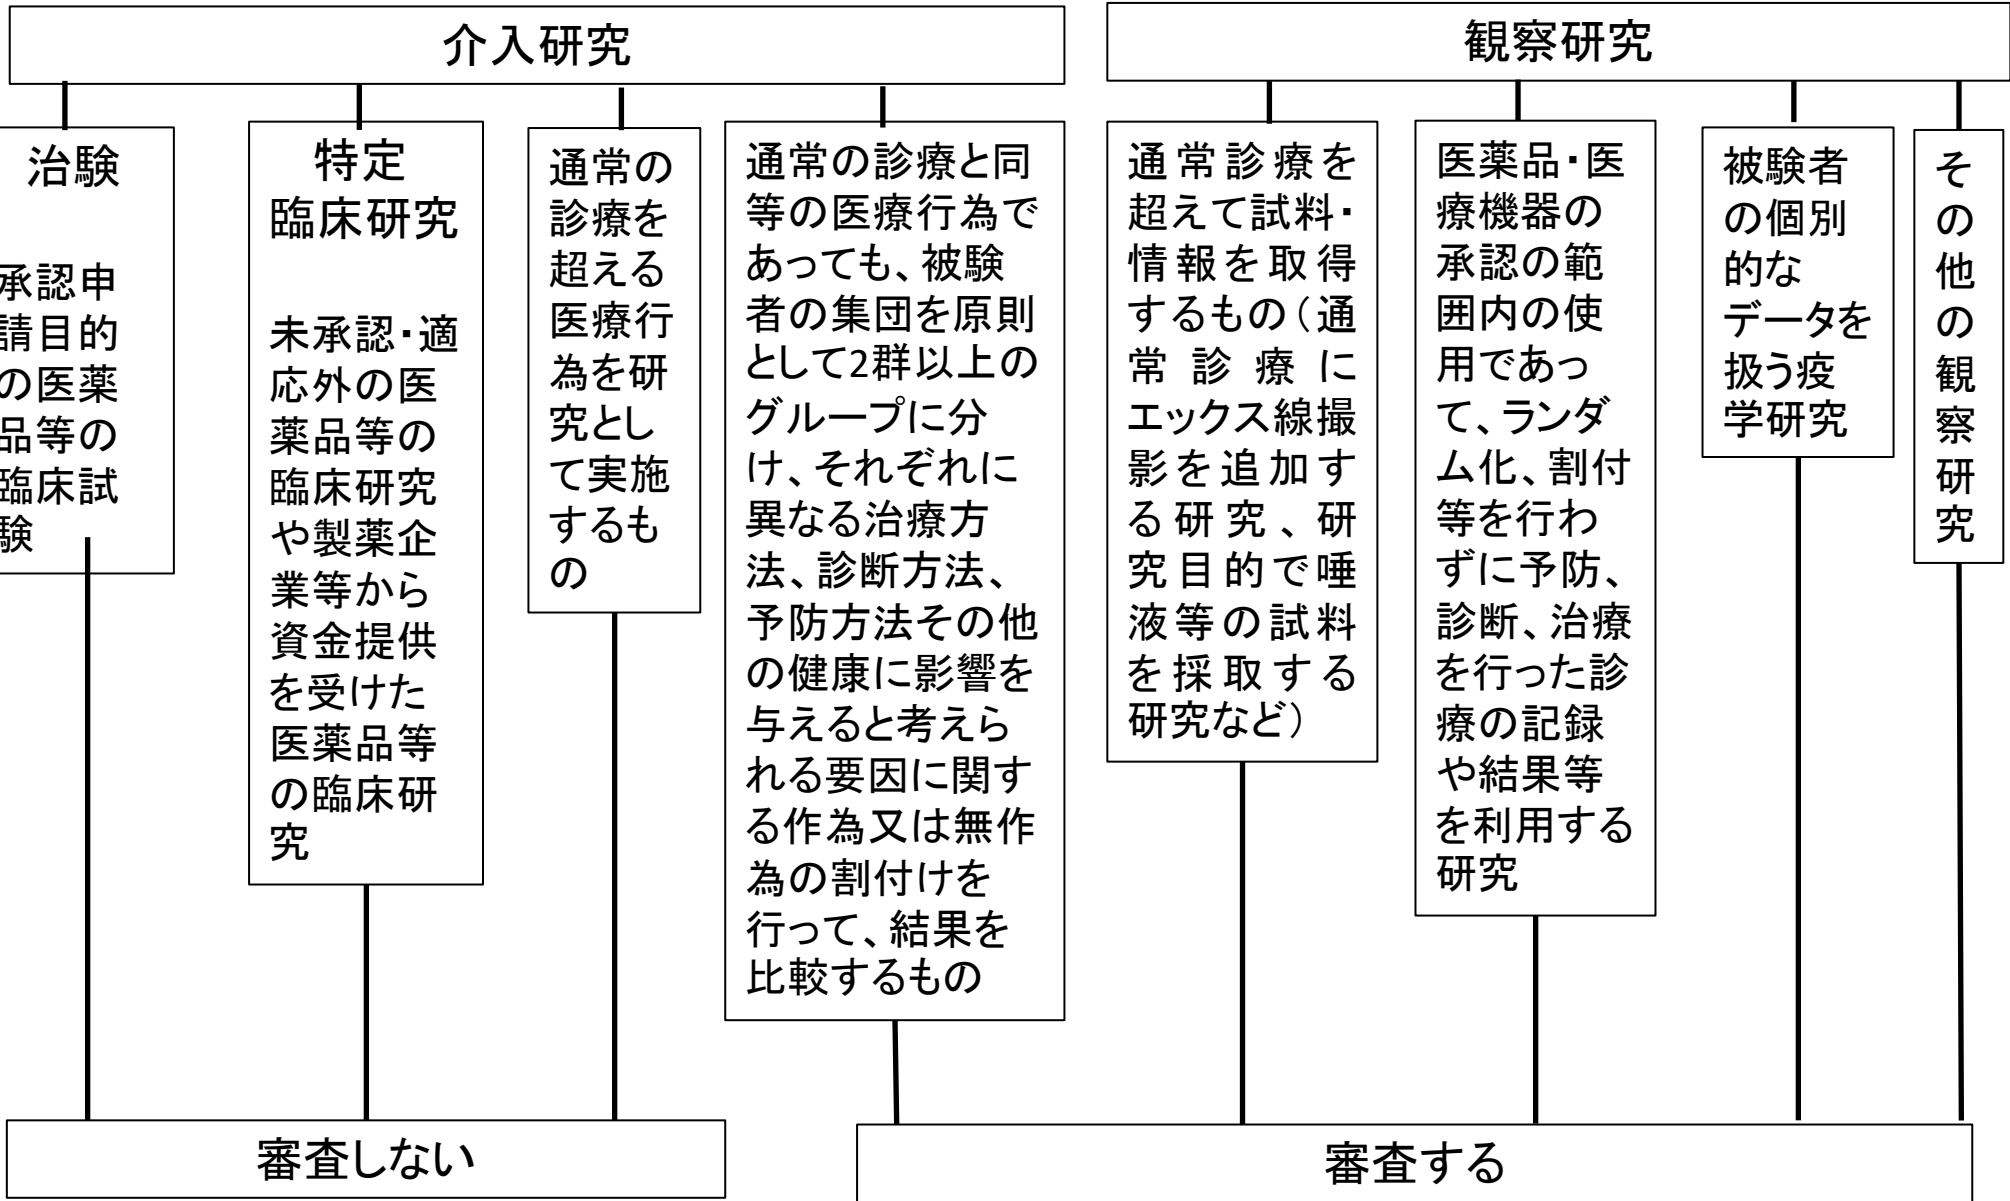 介入研究
観察研究
治験
承認申
請目的
の医薬
品等の
臨床試
験
特定
臨床研究
未承認・適
応外の医
薬品等の
臨床研究
や製薬企
業等から
資金提供
を受けた
医薬品等
の臨床研
究
通常の
診療を
超える
医療行
為を研
究とし
て実施
するも
の
通常の診療と同
等の医療行為で
あっても、被験
者の集団を原則
として2群以上の
グループに分
け、それぞれに
異なる治療方
法、診断方法、
予防方法その他
の健康に影響を
与えると考えら
れる要因に関す
る作為又は無作
為の割付けを
行って、結果を
比較するもの
通常診療を
超えて試料・
情報を取得
するもの（通
常診療に
エックス線撮
影を追加す
る研究、研
究目的で唾
液等の試料
を採取する
研究など）
医薬品・医
療機器の
承認の範
囲内の使
用であっ
て、ランダ
ム化、割付
等を行わ
ずに予防、
診断、治療
を行った診
療の記録
や結果等
を利用する
研究
被験者
の個別
的な
データを
扱う疫
学研究
その他の観察研究
審査しない
審査する